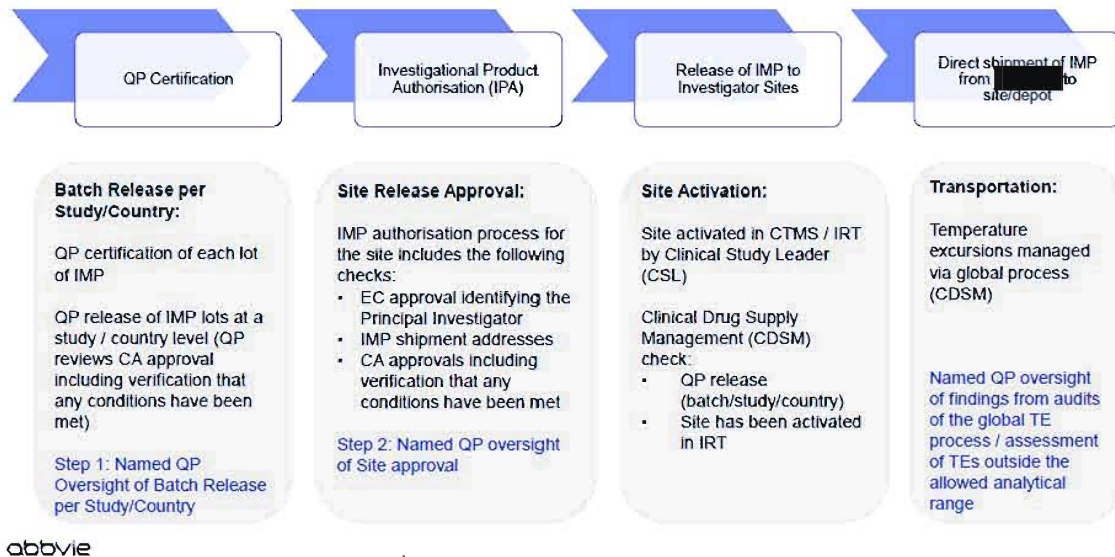 QP Certification
Investigational Product
Authorisation (IPA)
Release of IMP to
Investigator Sites
Direct shipment of IMP
from to
site/depot
Batch Release per
Study/Country:
QP certification of each lot
of IMP
QP release of IMP lots at a
study / country level (QP
reviews CA approval
including verification that
any conditions have been
met)
Step 1: Named QP
Oversight of Batch Release
per Study/Country
Site Release Approval:
IMP authorisation process for
the site includes the following
checks:
• EC approval identifying the
Principal Investigator
• IMP shipment addresses
• CA approvals including
verification that any
conditions have been met
Step 2: Named QP oversight
of Site approval
Site Activation:
Site activated in CTMS / IRT
by Clinical Study Leader
(CSL)
Clinical Drug Supply
Management (CDSM)
check:
• QP release
(batch/study/country)
• Site has been activated
in IRT
Transportation:
Temperature
excursions managed
via global process
(CDSM)
Named QP oversight
of findings from audits
of the global TE
process / assessment
of TEs outside the
allowed analytical
range
abbvie